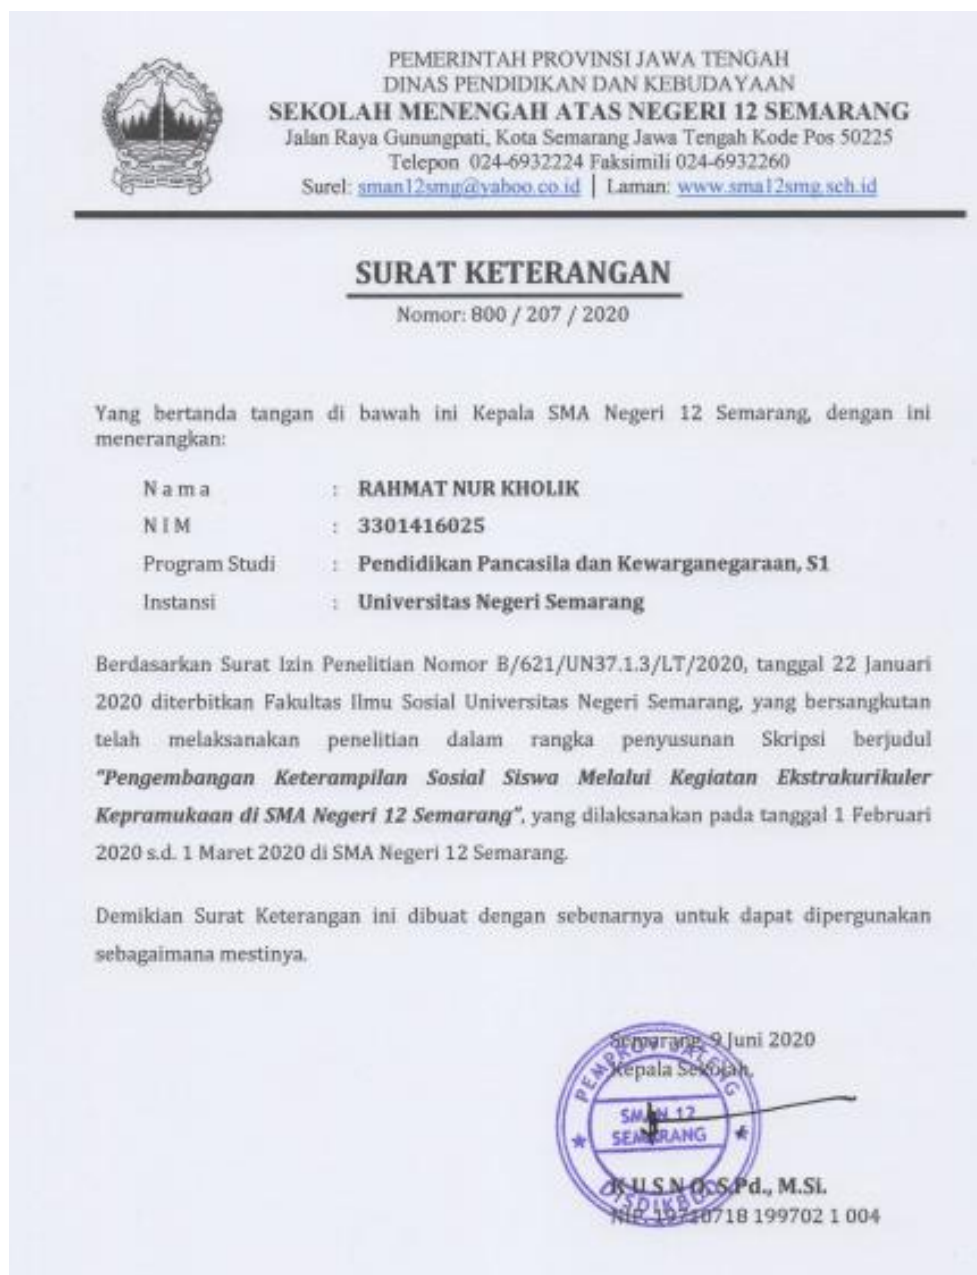 PEMERINTAH PROVINSI JAWA TENGAH
DINAS PENDIDIKAN DAN KEBUDAYAAN
SEKOLAH MENENGAH ATAS NEGERI 12 SEMARANG
Jalan Raya Gunungpati, Kota Semarang Jawa Tengah Kode Pos 50225
Telepon 024-6932224 Faksimili 024-6932260
Surel: sman12smg@yahoo.co.id | Laman: www.sma12smg.sch.id
SURAT KETERANGAN
Nomor: 800 / 207 / 2020
Yang bertanda tangan di bawah ini Kepala SMA Negeri 12 Semarang, dengan ini
menerangkan:
N a m a : RAHMAT NUR KHOLIK
N I M : 3301416025
Program Studi : Pendidikan Pancasila dan Kewarganegaraan, S1
Instansi : Universitas Negeri Semarang
Berdasarkan Surat Izin Penelitian Nomor B/621/UN37.1.3/LT/2020, tanggal 22 Januari
2020 diterbitkan Fakultas Ilmu Sosial Universitas Negeri Semarang, yang bersangkutan
telah melaksanakan penelitian dalam rangka penyusunan Skripsi berjudul
"Pengembangan Keterampilan Sosial Siswa Melalui Kegiatan Ekstrakurikuler
Kepramukaan di SMA Negeri 12 Semarang", yang dilaksanakan pada tanggal 1 Februari
2020 s.d. 1 Maret 2020 di SMA Negeri 12 Semarang.
Demikian Surat Keterangan ini dibuat dengan sebenarnya untuk dapat dipergunakan
sebagaimana mestinya.
Semarang, 9 Juni 2020
Kepala Sekolah,
PEMPROV JATENG
SMAN 12
SEMARANG
DISDIKBUD
K U S N O, S.Pd., M.Si.
NIP. 19710718 199702 1 004